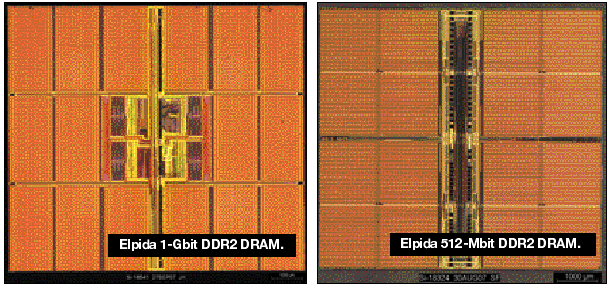 Elpida 1-Gbit DDR2 DRAM.
Elpida 512-Mbit DDR2 DRAM.
1000 µm